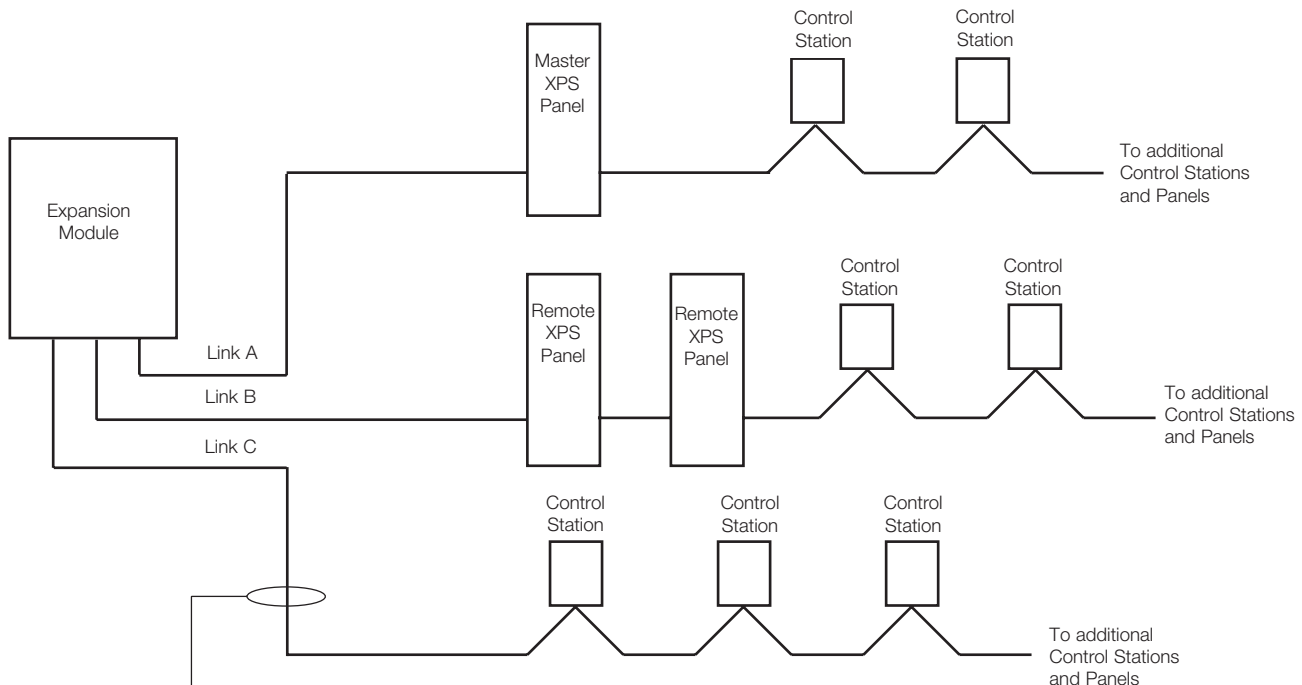 Control
Station
Control
Station
Master
XPS
Panel
To additional
Control Stations
and Panels
Expansion
Module
Control
Station
Control
Station
Remote
XPS
Panel
Remote
XPS
Panel
Link A
Link B
To additional
Control Stations
and Panels
Link C
Control
Station
Control
Station
Control
Station
To additional
Control Stations
and Panels